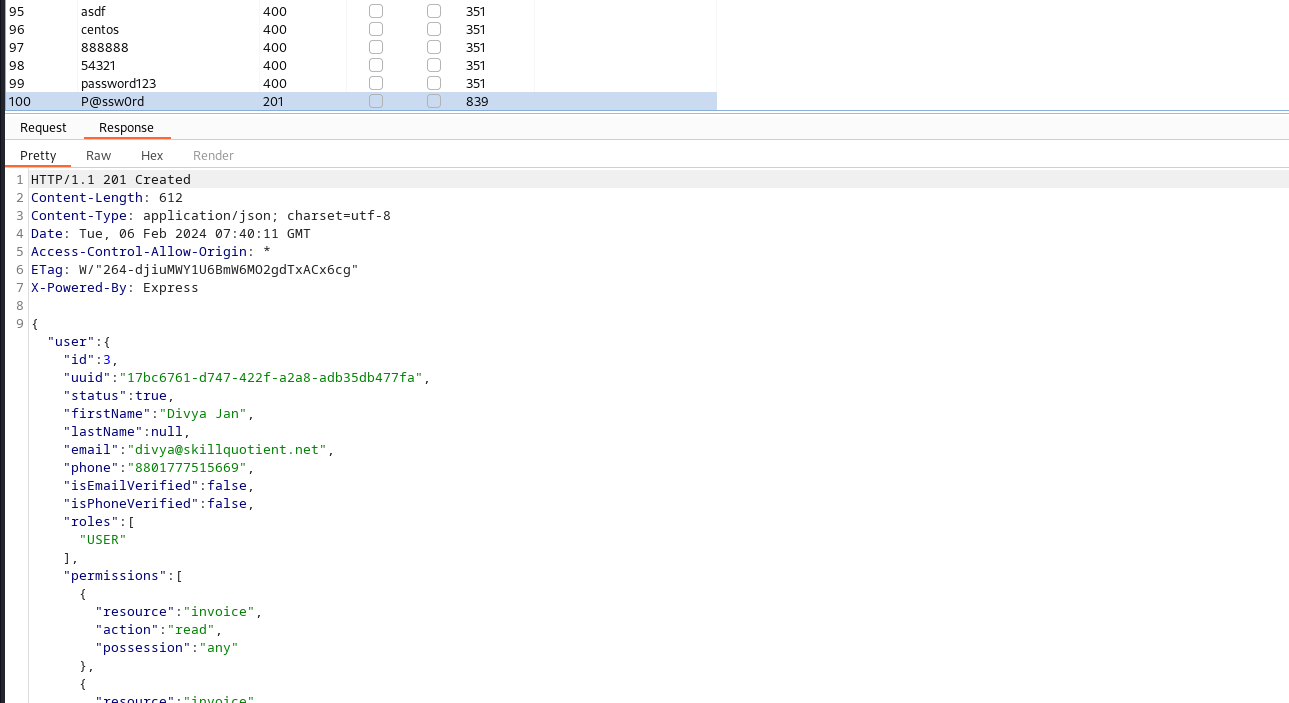 95 asdf 400 351
96 centos 400 351
97 888888 400 351
98 54321 400 351
99 password123 400 351
100 P@ssw0rd 201 839
Request Response
Pretty Raw Hex Render
1 HTTP/1.1 201 Created
2 Content-Length: 612
3 Content-Type: application/json; charset=utf-8
4 Date: Tue, 06 Feb 2024 07:40:11 GMT
5 Access-Control-Allow-Origin: *
6 ETag: W/"264-djiuMWY1U6BmW6MO2gdTxACx6cg"
7 X-Powered-By: Express
8
9 {
"user":{
"id":3,
"uuid":"17bc6761-d747-422f-a2a8-adb35db477fa",
"status":true,
"firstName":"Divya Jan",
"lastName":null,
"email":"divya@skillquotient.net",
"phone":"8801777515669",
"isEmailVerified":false,
"isPhoneVerified":false,
"roles":[
"USER"
],
"permissions":[
{
"resource":"invoice",
"action":"read",
"possession":"any"
},
{
"resource":"invoice"